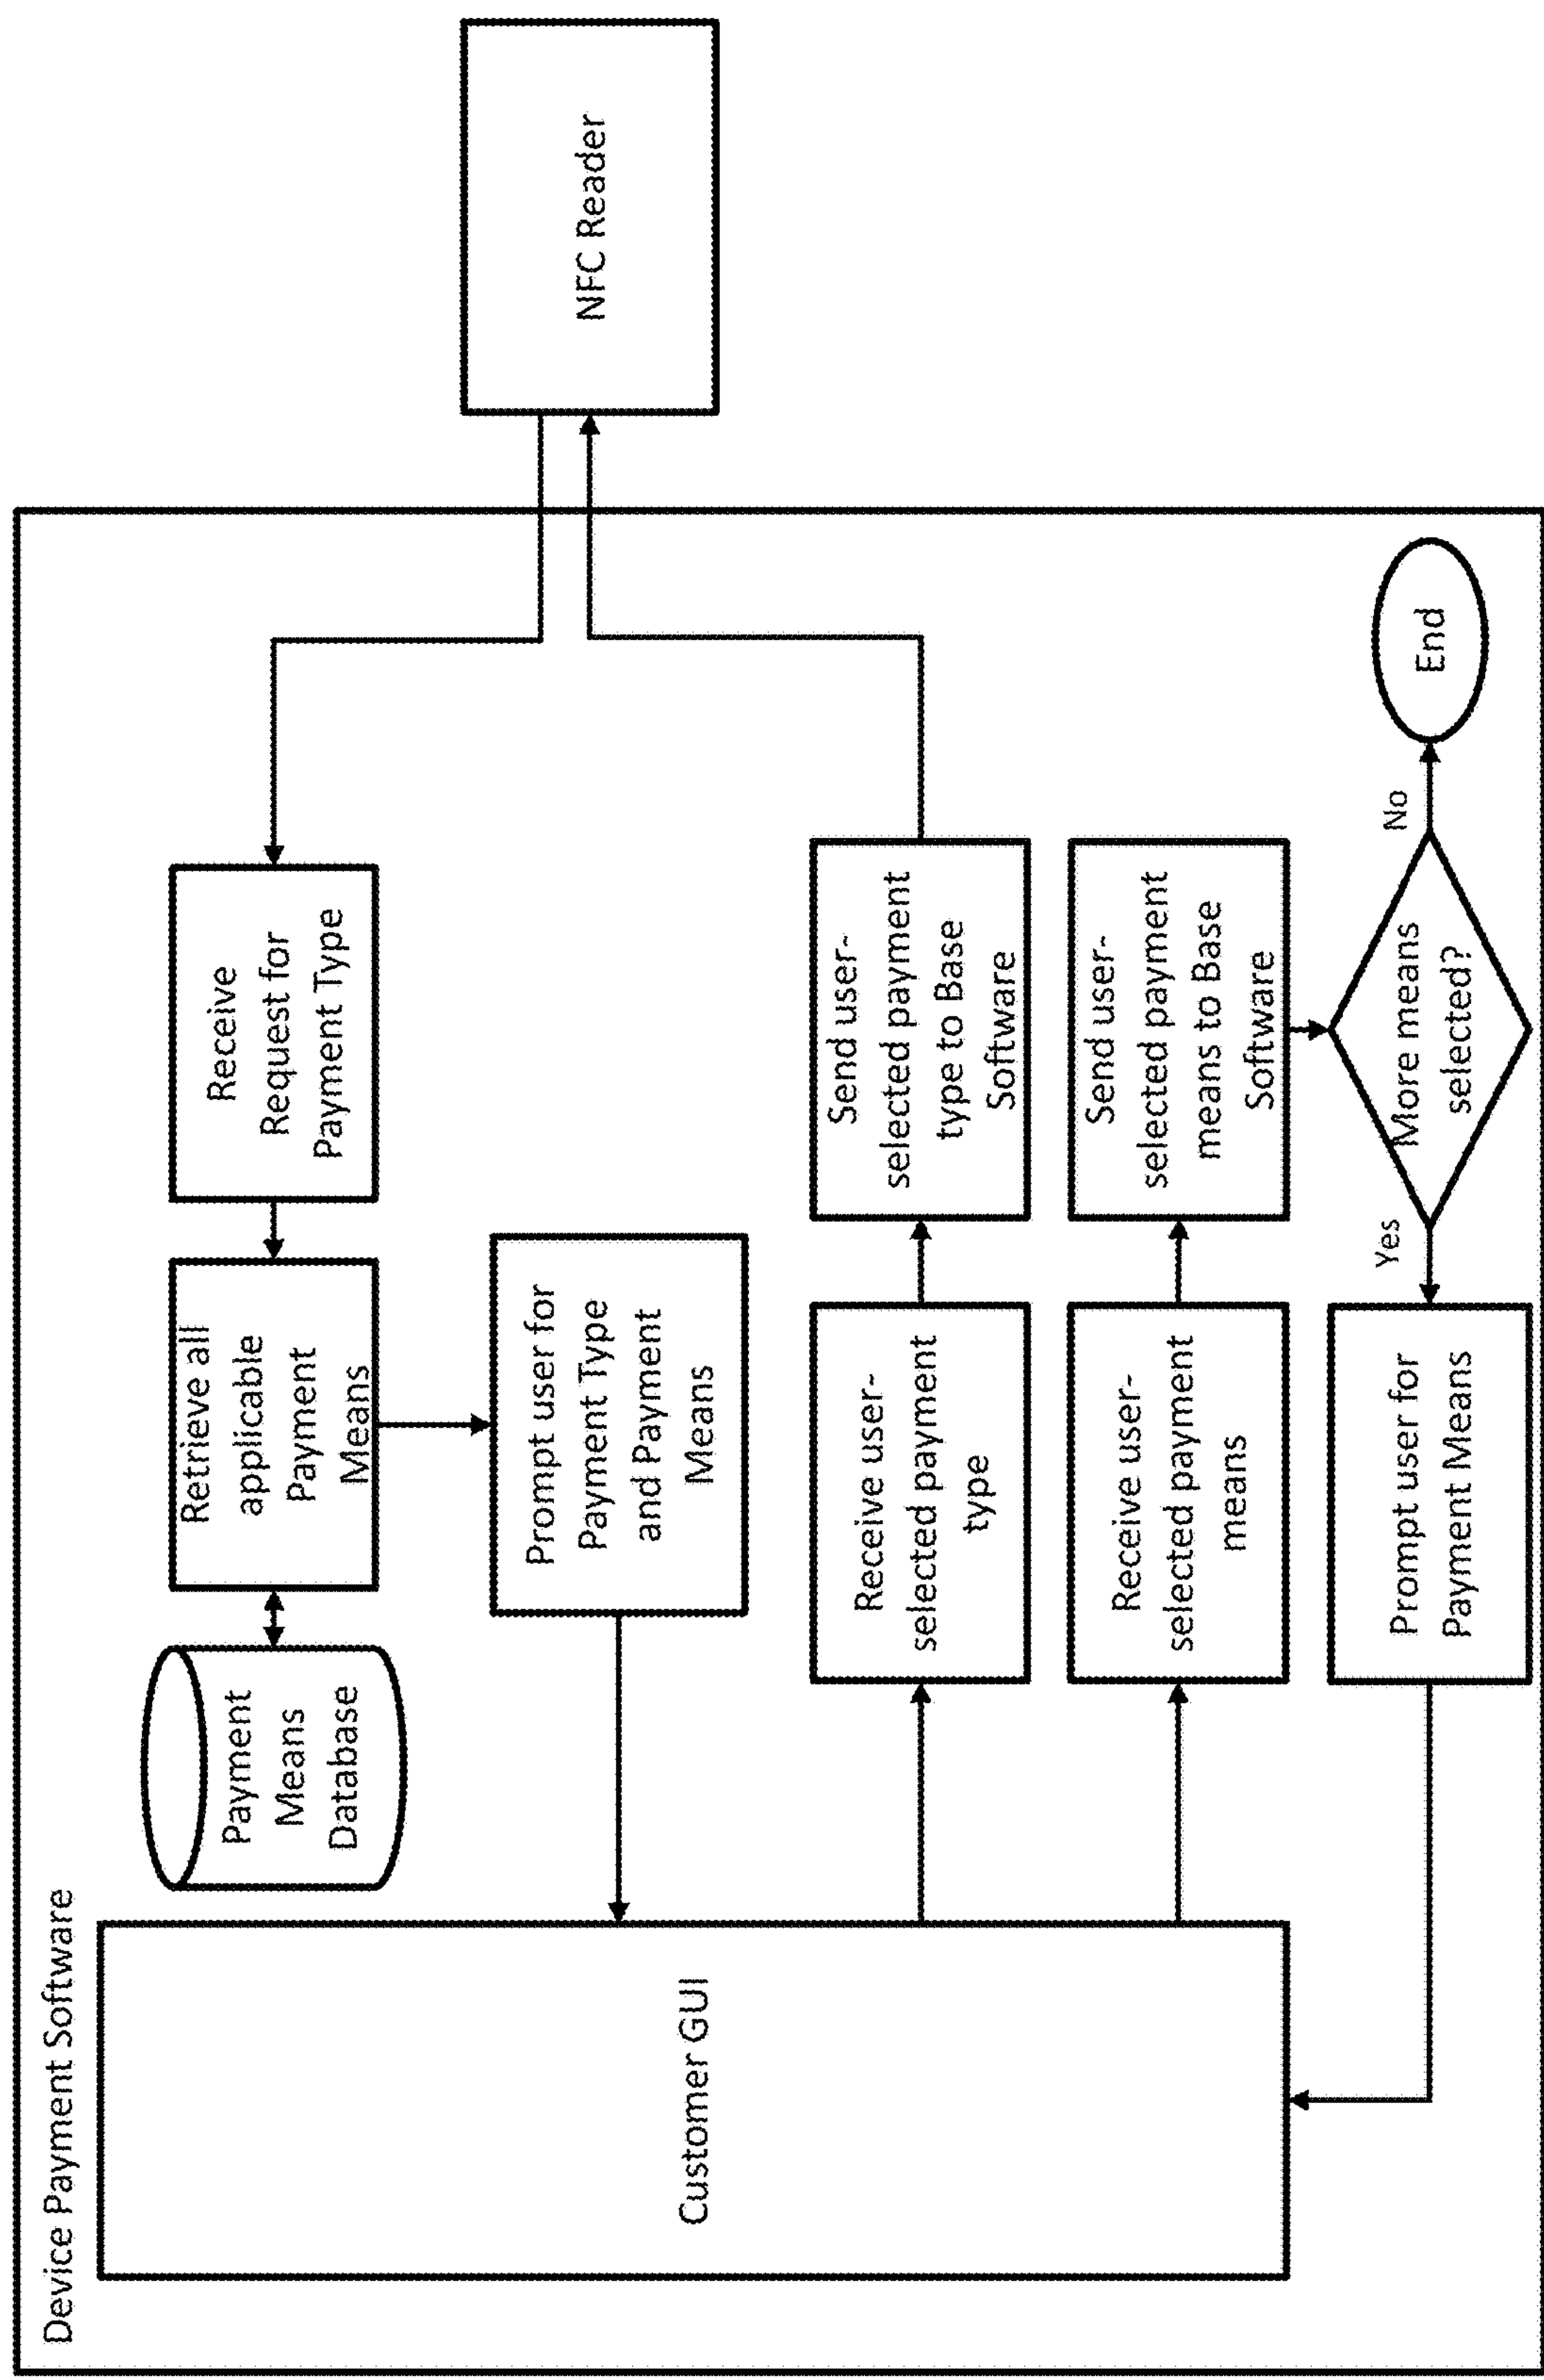 Device Payment Software
Payment
Means
Database
Retrieve all
applicable
Payment
Means
Receive
Request for
Payment Type
NFC Reader
Prompt user for
Payment Type
and Payment
Means
Customer GUI
Receive user-
selected payment
type
Send user-
selected payment
type to Base
Software
Receive user-
selected payment
means
Send user-
selected payment
means to Base
Software
Prompt user for
Payment Means
Yes
More means
selected?
No
End